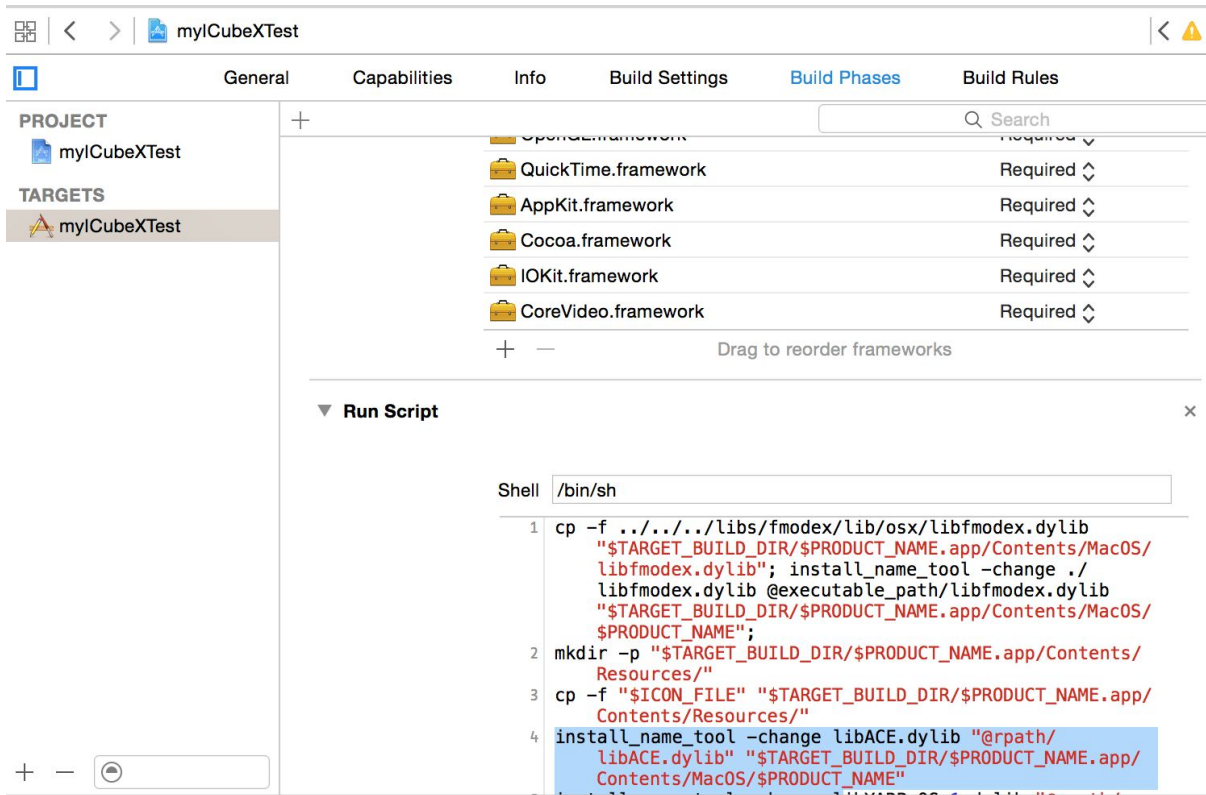 myICubeXTest
General Capabilities Info Build Settings Build Phases Build Rules
PROJECT
myICubeXTest
TARGETS
myICubeXTest
Search
OpenGL.framework Required
QuickTime.framework Required
AppKit.framework Required
Cocoa.framework Required
IOKit.framework Required
CoreVideo.framework Required
Drag to reorder frameworks
Run Script
Shell /bin/sh
1 cp -f ../../../libs/fmodex/lib/osx/libfmodex.dylib
"$TARGET_BUILD_DIR/$PRODUCT_NAME.app/Contents/MacOS/
libfmodex.dylib"; install_name_tool -change ./
libfmodex.dylib @executable_path/libfmodex.dylib
"$TARGET_BUILD_DIR/$PRODUCT_NAME.app/Contents/MacOS/
$PRODUCT_NAME";
2 mkdir -p "$TARGET_BUILD_DIR/$PRODUCT_NAME.app/Contents/
Resources/"
3 cp -f "$ICON_FILE" "$TARGET_BUILD_DIR/$PRODUCT_NAME.app/
Contents/Resources/"
4 install_name_tool -change libACE.dylib "@rpath/
libACE.dylib" "$TARGET_BUILD_DIR/$PRODUCT_NAME.app/
Contents/MacOS/$PRODUCT_NAME"